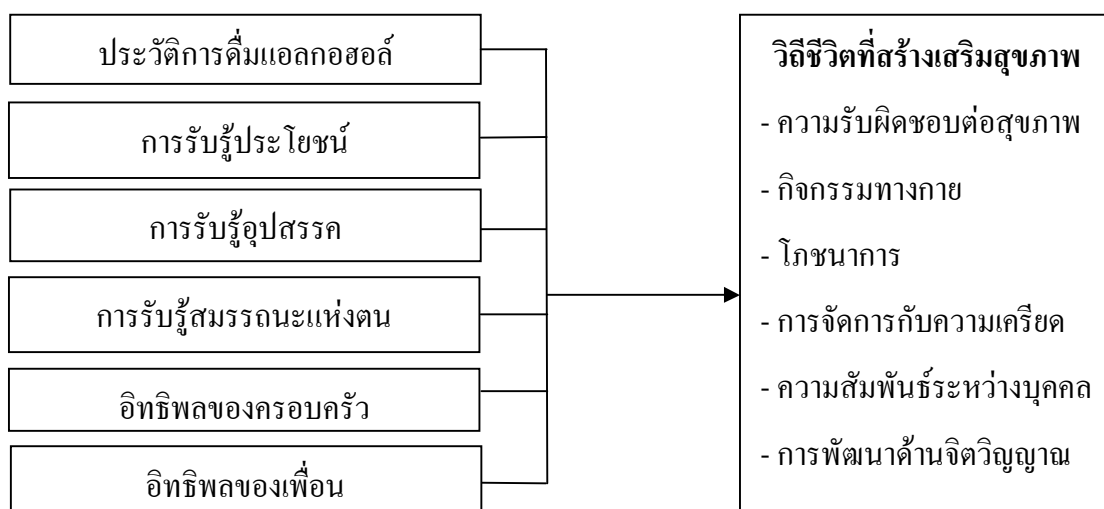 ประวัติการดื่มแอลกอฮอล์
การรับรู้ประโยชน์
การรับรู้อุปสรรค
การรับรู้สมรรถนะแห่งตน
อิทธิพลของครอบครัว
อิทธิพลของเพื่อน
วิถีชีวิตที่สร้างเสริมสุขภาพ
- ความรับผิดชอบต่อสุขภาพ
- กิจกรรมทางกาย
- โภชนาการ
- การจัดการกับความเครียด
- ความสัมพันธ์ระหว่างบุคคล
- การพัฒนาด้านจิตวิญญาณ